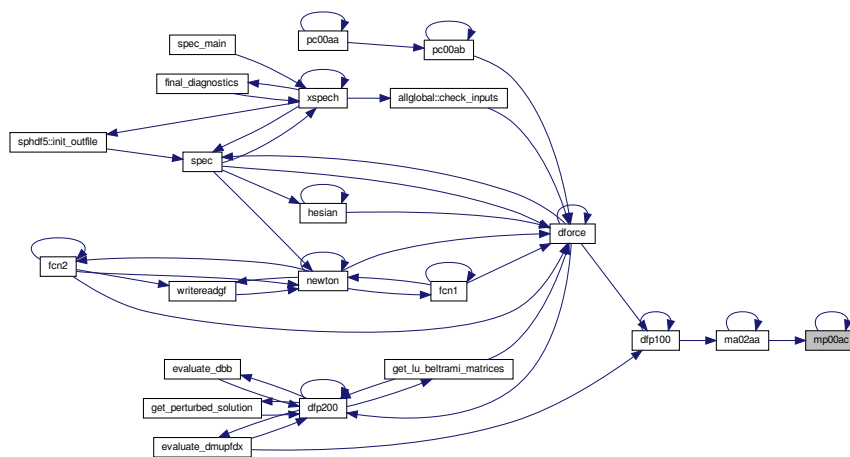 pc00aa
spec_main
pc00ab
final_diagnostics
xspech
allglobal::check_inputs
sphdf5::init_outfile
spec
hesian
dforce
fcn2
newton
writereadgf
fcn1
dfp100
ma02aa
mp00ac
evaluate_dbb
get_lu_beltrami_matrices
get_perturbed_solution
dfp200
evaluate_dmupfdx